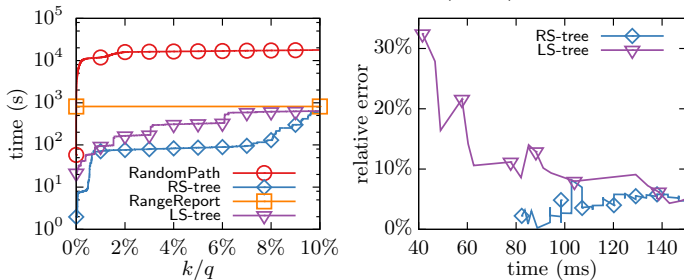 10^5
10^4
10^3
10^2
10^1
10^0
time (s)
RandomPath
RS-tree
RangeReport
LS-tree
0% 2% 4% 6% 8% 10%
k/q
30%
20%
10%
0%
relative error
RS-tree
LS-tree
40 60 80 100 120 140
time (ms)